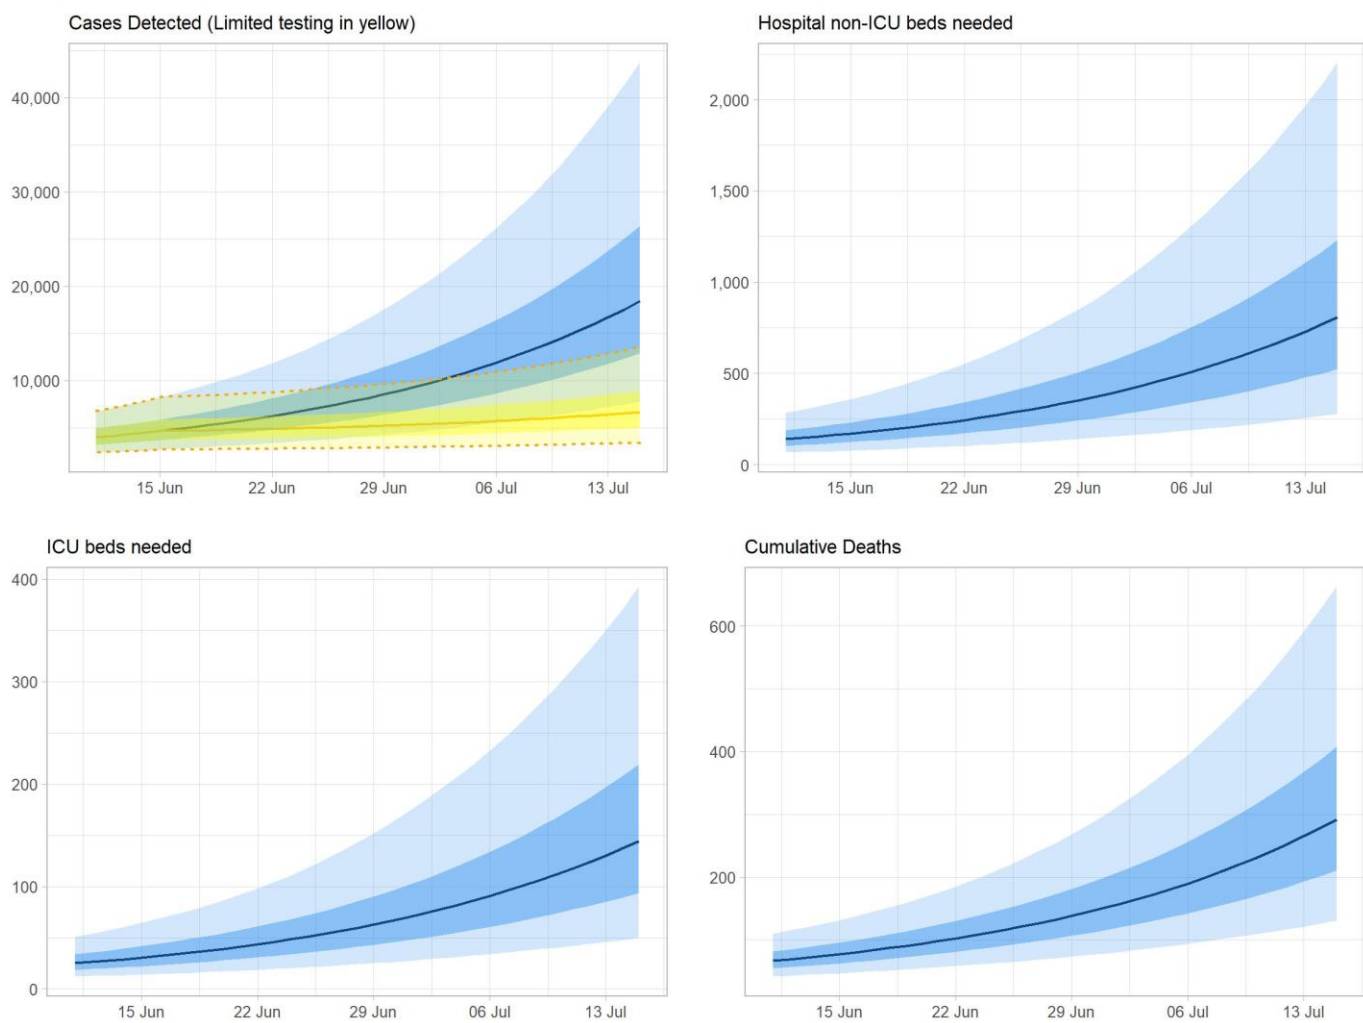 Cases Detected (Limited testing in yellow)
40,000
30,000
20,000
10,000
15 Jun 22 Jun 29 Jun 06 Jul 13 Jul
Hospital non-ICU beds needed
2,000
1,500
1,000
500
0
15 Jun 22 Jun 29 Jun 06 Jul 13 Jul
ICU beds needed
400
300
200
100
0
15 Jun 22 Jun 29 Jun 06 Jul 13 Jul
Cumulative Deaths
600
400
200
15 Jun 22 Jun 29 Jun 06 Jul 13 Jul